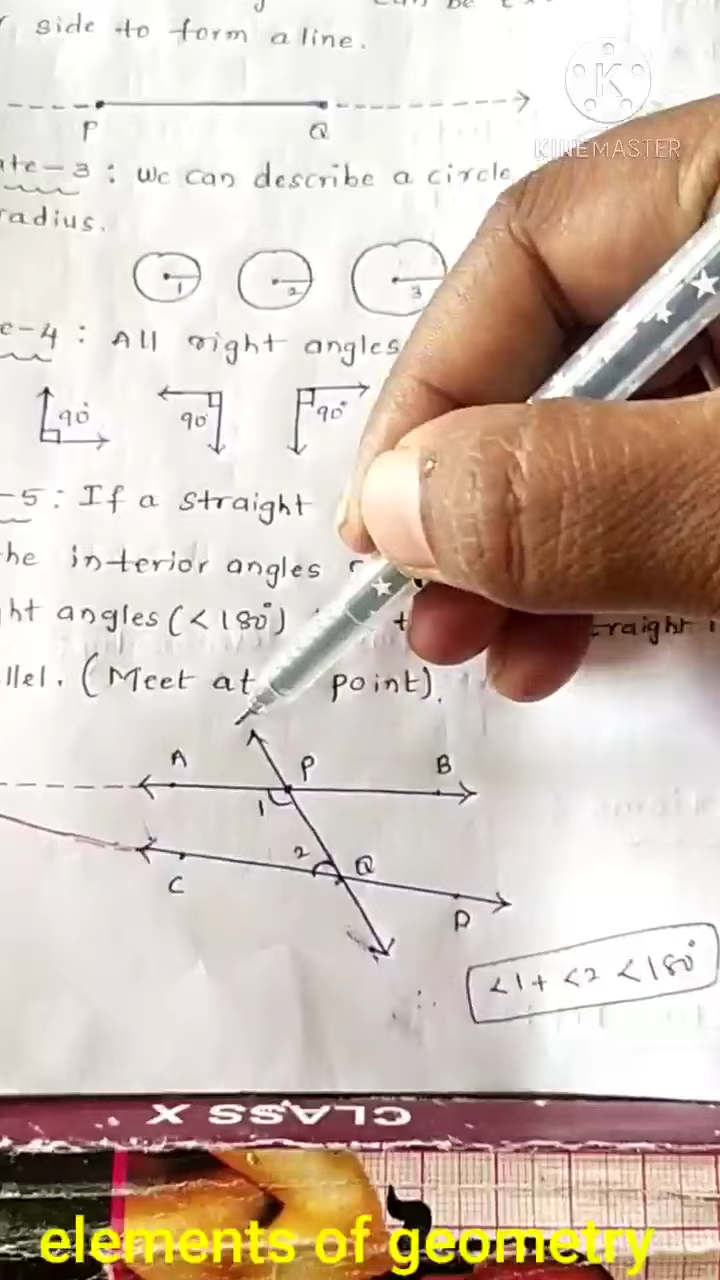 side to form a line.
KINEMASTER
P Q
te-3 : We can describe a circle
radius.
1 2 3
-4 : All right angles
90° 90° 90°
-5 : If a straight
he interior angles
ht angles (<180°) t raight
llel. (Meet at point).
A P B
1
2 Q
C D
∴ <1 + <2 <180°
CLASS X
elements of geometry